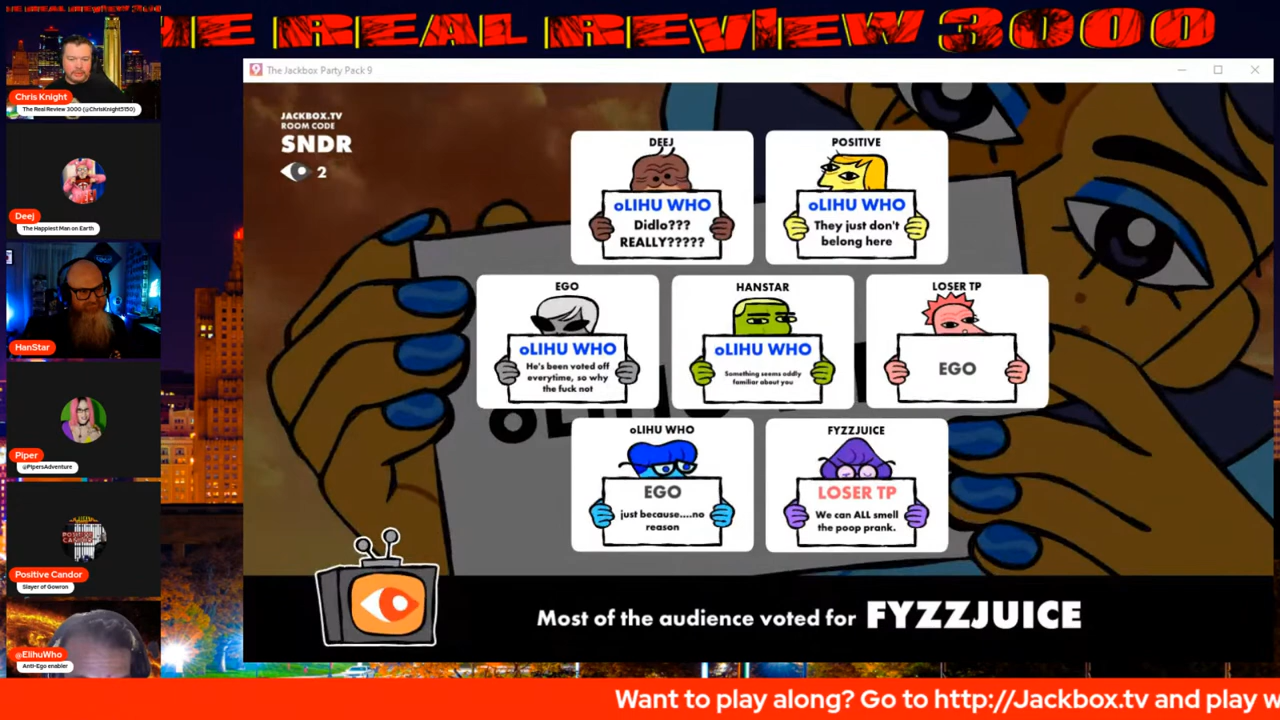 THE REAL REVIEW 3000
HE REAL REVIEW 3000
Chris Knight
The Real Review 3000 (@ChrisKnight5150)
Deej
The Happiest Man on Earth
HanStar
Piper
@PipersAdventure
Positive Candor
Slayer of Gowron
@ElihuWho
Anti-Ego enabler
The Jackbox Party Pack 9
JACKBOX.TV
ROOM CODE
SNDR
2
DEEJ
oLIHU WHO
Didlo???
REALLY?????
POSITIVE
oLIHU WHO
They just don't
belong here
EGO
oLIHU WHO
He's been voted off
everytime, so why
the fuck not
HANSTAR
oLIHU WHO
Something seems oddly
familiar about you
LOSER TP
EGO
oLIHU WHO
EGO
just because....no
reason
FYZZJUICE
LOSER TP
We can ALL smell
the poop prank.
Most of the audience voted for FYZZJUICE
Want to play along? Go to http://Jackbox.tv and play w